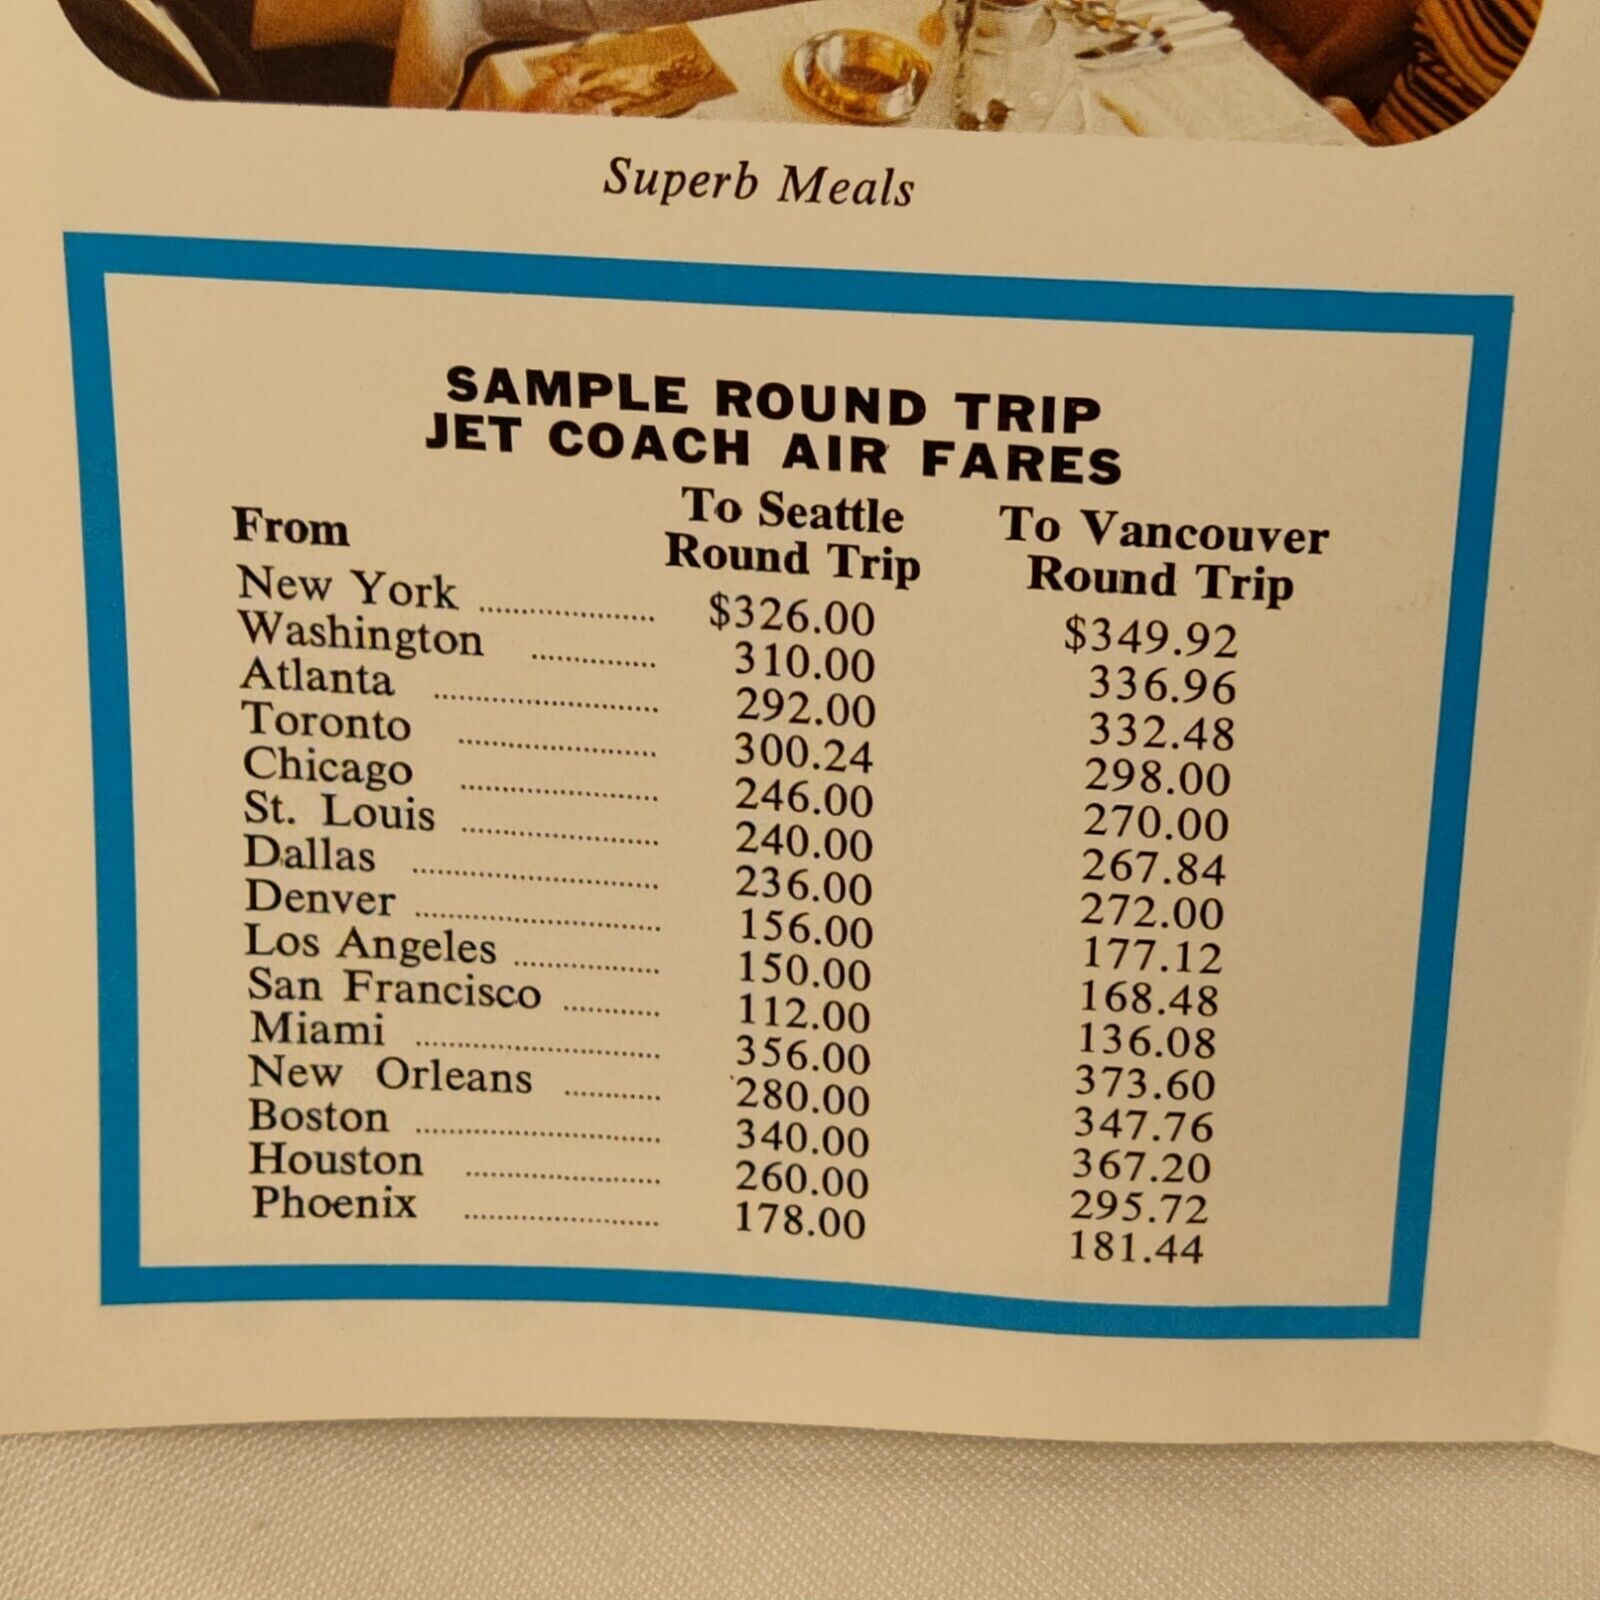 Superb Meals
SAMPLE ROUND TRIP
JET COACH AIR FARES
From To Seattle Round Trip To Vancouver Round Trip
New York ................. $326.00 $349.92
Washington ............ 310.00 336.96
Atlanta ...................... 292.00 332.48
Toronto .................... 300.24 298.00
Chicago .................... 246.00 270.00
St. Louis .................... 240.00 267.84
Dallas ........................ 236.00 272.00
Denver ........................ 156.00 177.12
Los Angeles .............. 150.00 168.48
San Francisco .......... 112.00 136.08
Miami ........................ 356.00 373.60
New Orleans .......... 280.00 347.76
Boston ........................ 340.00 367.20
Houston .................... 260.00 295.72
Phoenix .................... 178.00 181.44